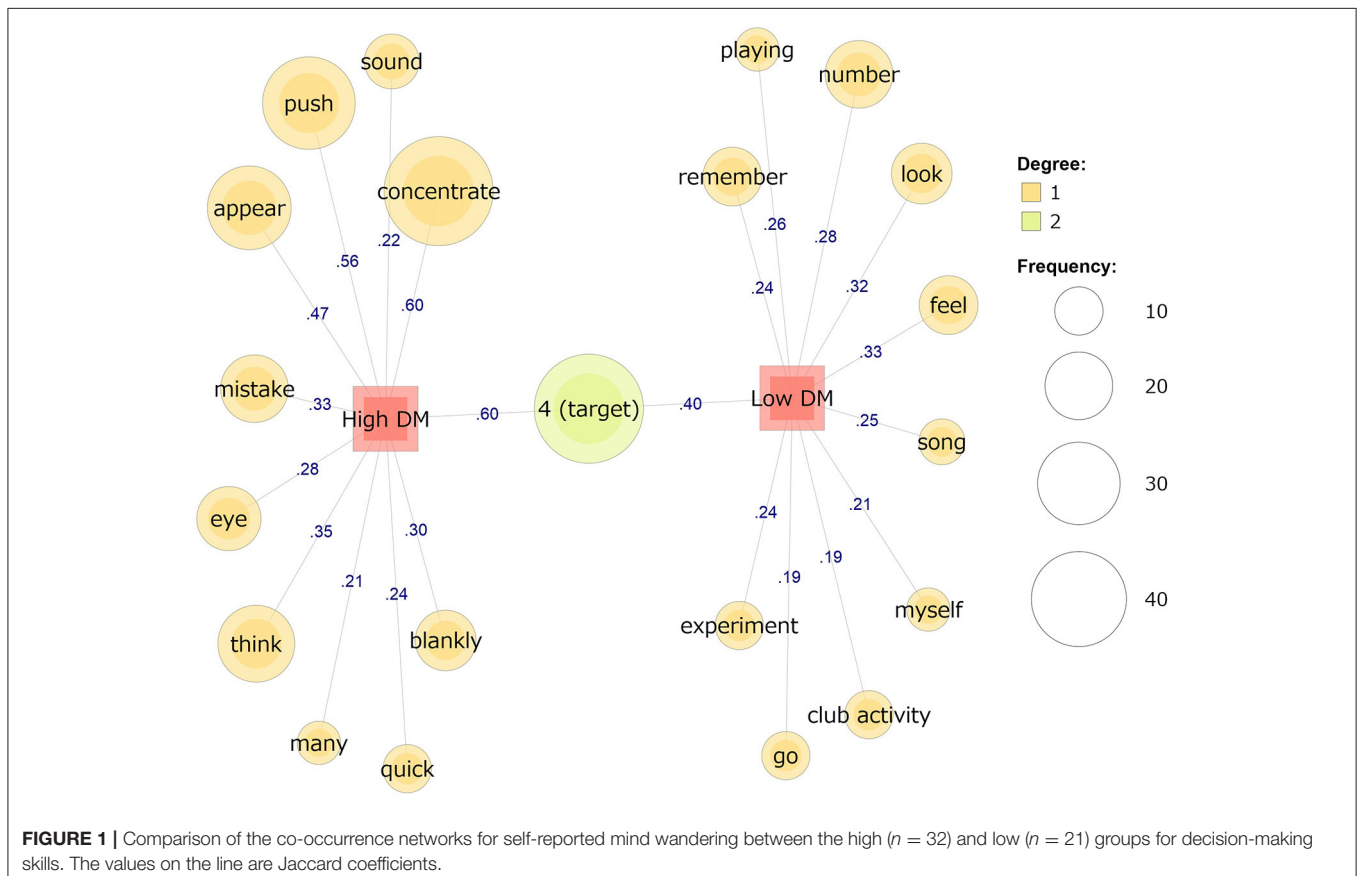 sound
playing
number
push
concentrate
remember
look
appear
.22
.26
.28
.56
.24
.32
.60
.47
feel
.33
mistake
.33
High DM
.60
4 (target)
.40
Low DM
.25
song
.28
eye
.35
.30
.24
.21
.21
.24
.19
.19
think
blankly
experiment
myself
many
quick
go
club activity
Degree:
1
2
Frequency:
10
20
30
40
FIGURE 1 | Comparison of the co-occurrence networks for self-reported mind wandering between the high (n = 32) and low (n = 21) groups for decision-making
skills. The values on the line are Jaccard coefficients.